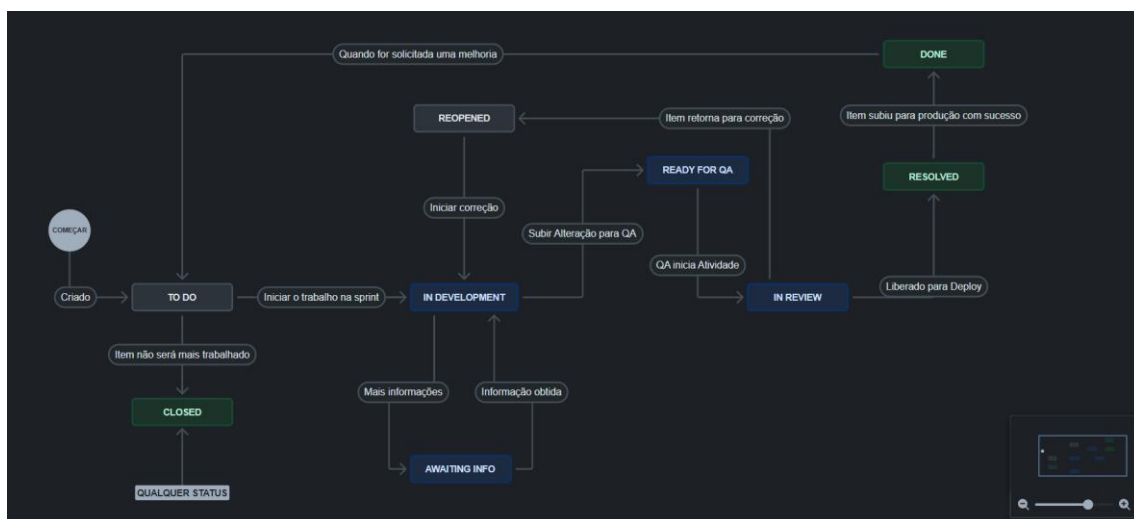 Quando for solicitada uma melhoria
DONE
REOPENED
Item retorna para correção
Item subiu para produção com sucesso
READY FOR QA
RESOLVED
Iniciar correção
COMEÇAR
Subir Alteração para QA
QA inicia Atividade
Criado
TO DO
Iniciar o trabalho na sprint
IN DEVELOPMENT
IN REVIEW
Liberado para Deploy
Item não será mais trabalhado
Mais informações
Informação obtida
CLOSED
AWAITING INFO
QUALQUER STATUS